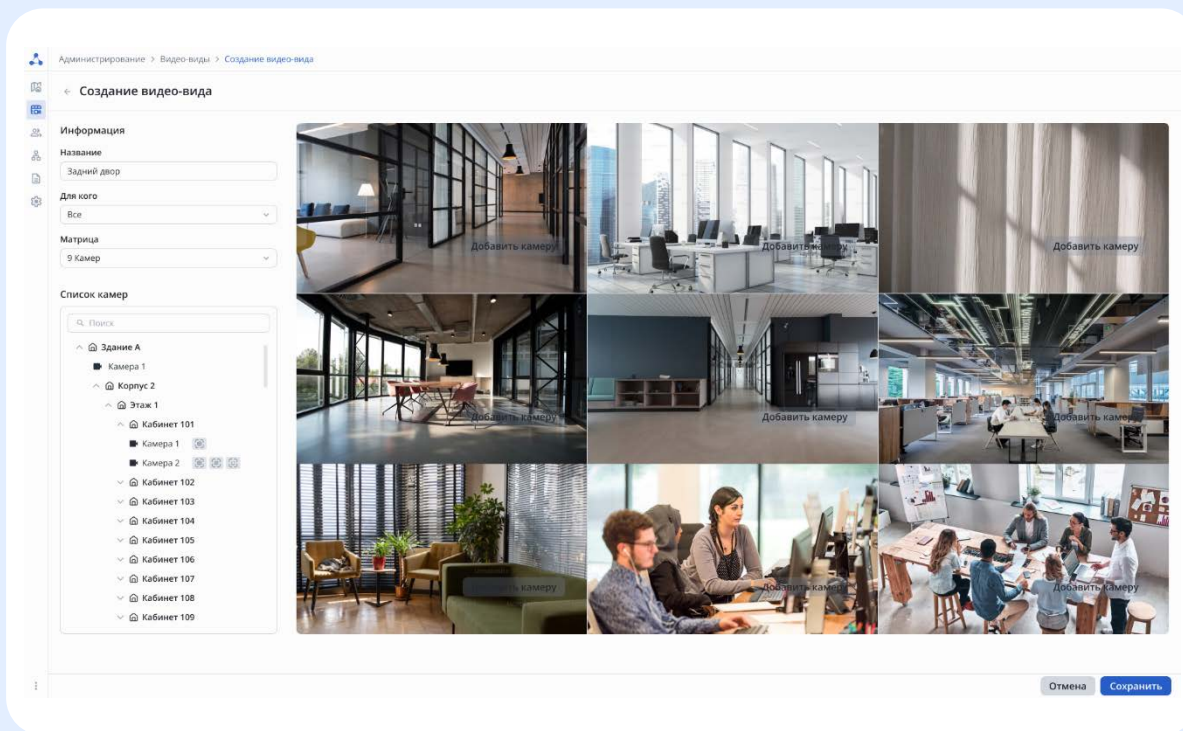 Администрирование > Видео-виды > Создание видео-вида
← Создание видео-вида
Информация
Название
Задний двор
Для кого
Все
Матрица
9 Камер
Список камер
Поиск
Здание А
Камера 1
Корпус 2
Этаж 1
Кабинет 101
Камера 1
Камера 2
Кабинет 102
Кабинет 103
Кабинет 104
Кабинет 105
Кабинет 106
Кабинет 107
Кабинет 108
Кабинет 109
Добавить камеру
Добавить камеру
Добавить камеру
Добавить камеру
Добавить камеру
Добавить камеру
Добавить камеру
Добавить камеру
Добавить камеру
Отмена
Сохранить